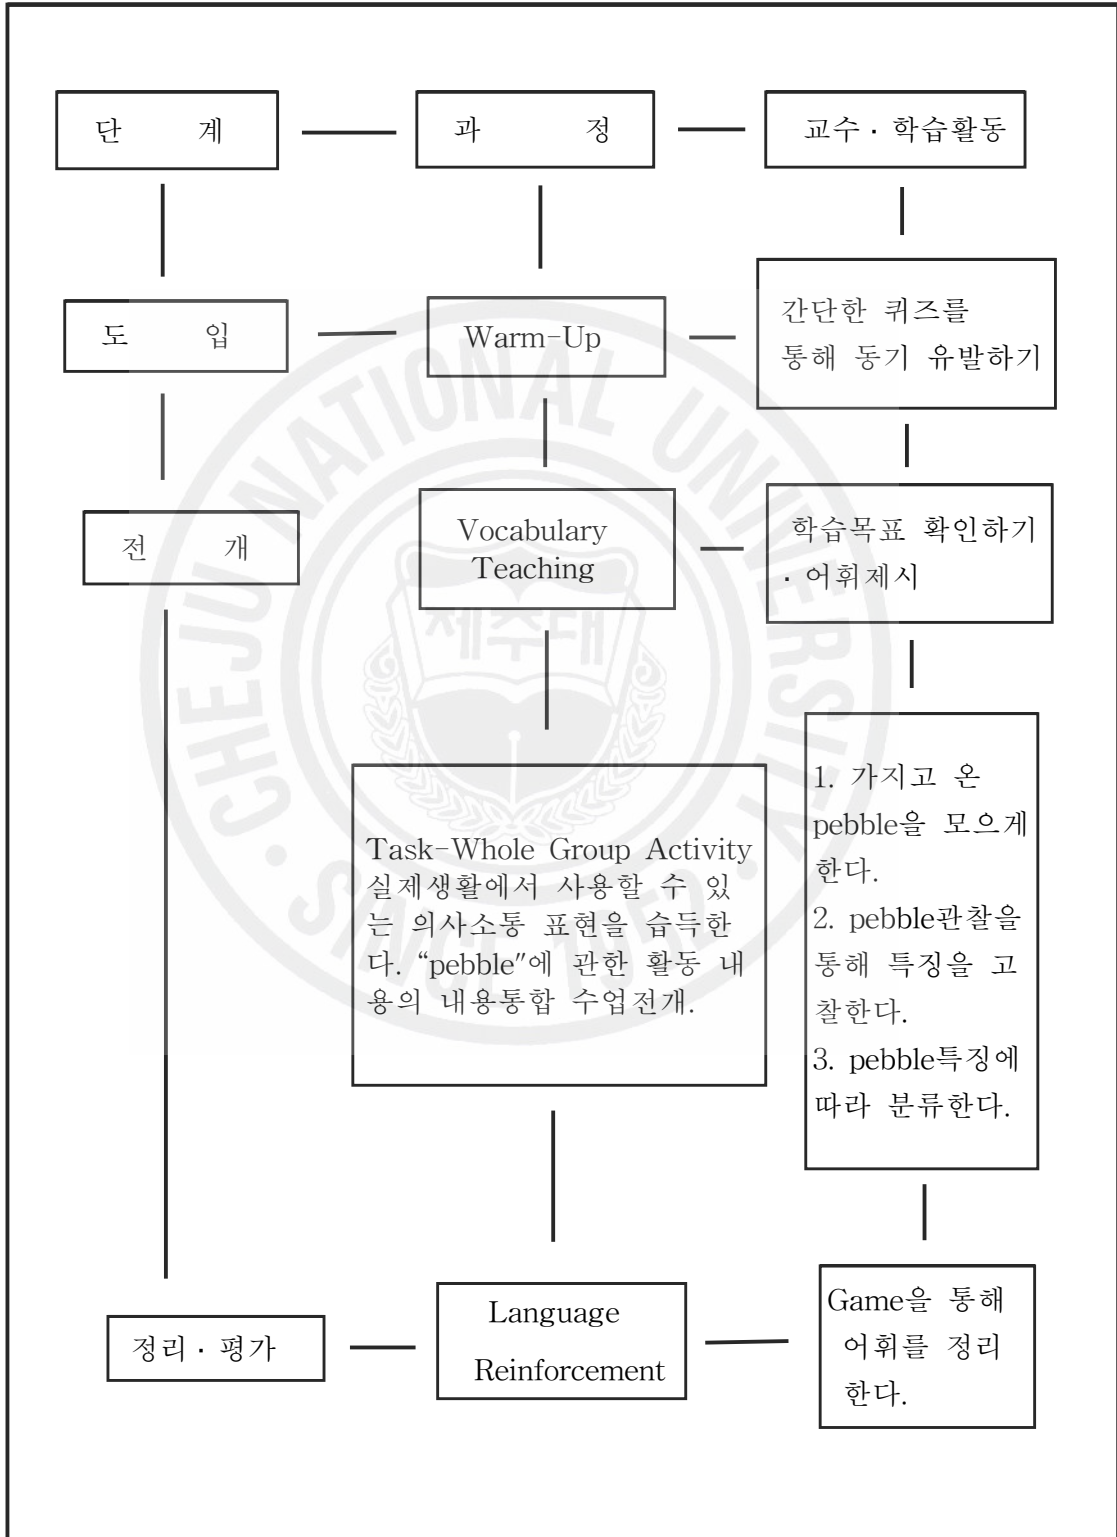 단 계
과 정
교수 · 학습활동
도 입
Warm-Up
간단한 퀴즈를
통해 동기 유발하기
전 개
Vocabulary
Teaching
학습목표 확인하기
· 어휘제시
Task-Whole Group Activity
실제생활에서 사용할 수 있
는 의사소통 표현을 습득한
다. “pebble"에 관한 활동 내
용의 내용통합 수업전개.
1. 가지고 온
pebble을 모으게
한다.
2. pebble관찰을
통해 특징을 고
찰한다.
3. pebble특징에
따라 분류한다.
정리 · 평가
Language
Reinforcement
Game을 통해
어휘를 정리
한다.
CHEJU NATIONAL UNIVERSITY
· SINCE 1952 ·
제주대